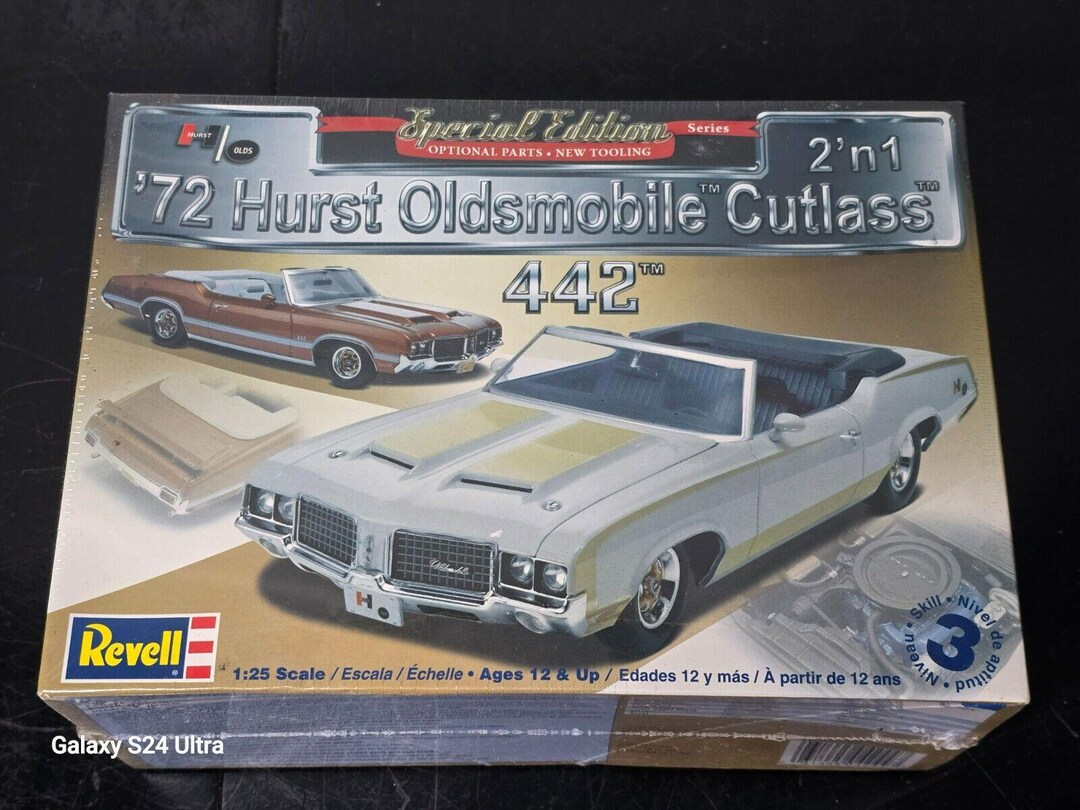 HURST
OLDS
Special Edition
Series
OPTIONAL PARTS • NEW TOOLING
2'n1
'72 Hurst Oldsmobile™ Cutlass™
442™
442
Oldsmobile
H
H
Revell®
1:25 Scale / Escala / Échelle • Ages 12 & Up / Edades 12 y más / À partir de 12 ans
Skill • Nivel de aptitud • Niveau •
3
Galaxy S24 Ultra